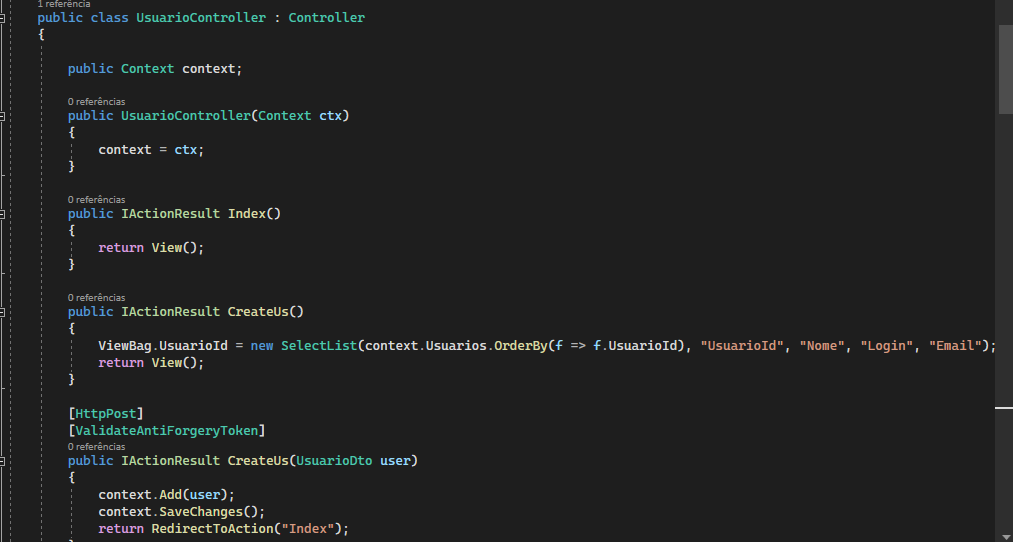 1 referência
public class UsuarioController : Controller
{
public Context context;
0 referências
public UsuarioController(Context ctx)
{
context = ctx;
}
0 referências
public IActionResult Index()
{
return View();
}
0 referências
public IActionResult CreateUs()
{
ViewBag.UsuarioId = new SelectList(context.Usuarios.OrderBy(f => f.UsuarioId), "UsuarioId", "Nome", "Login", "Email");
return View();
}
[HttpPost]
[ValidateAntiForgeryToken]
0 referências
public IActionResult CreateUs(UsuarioDto user)
{
context.Add(user);
context.SaveChanges();
return RedirectToAction("Index");
}